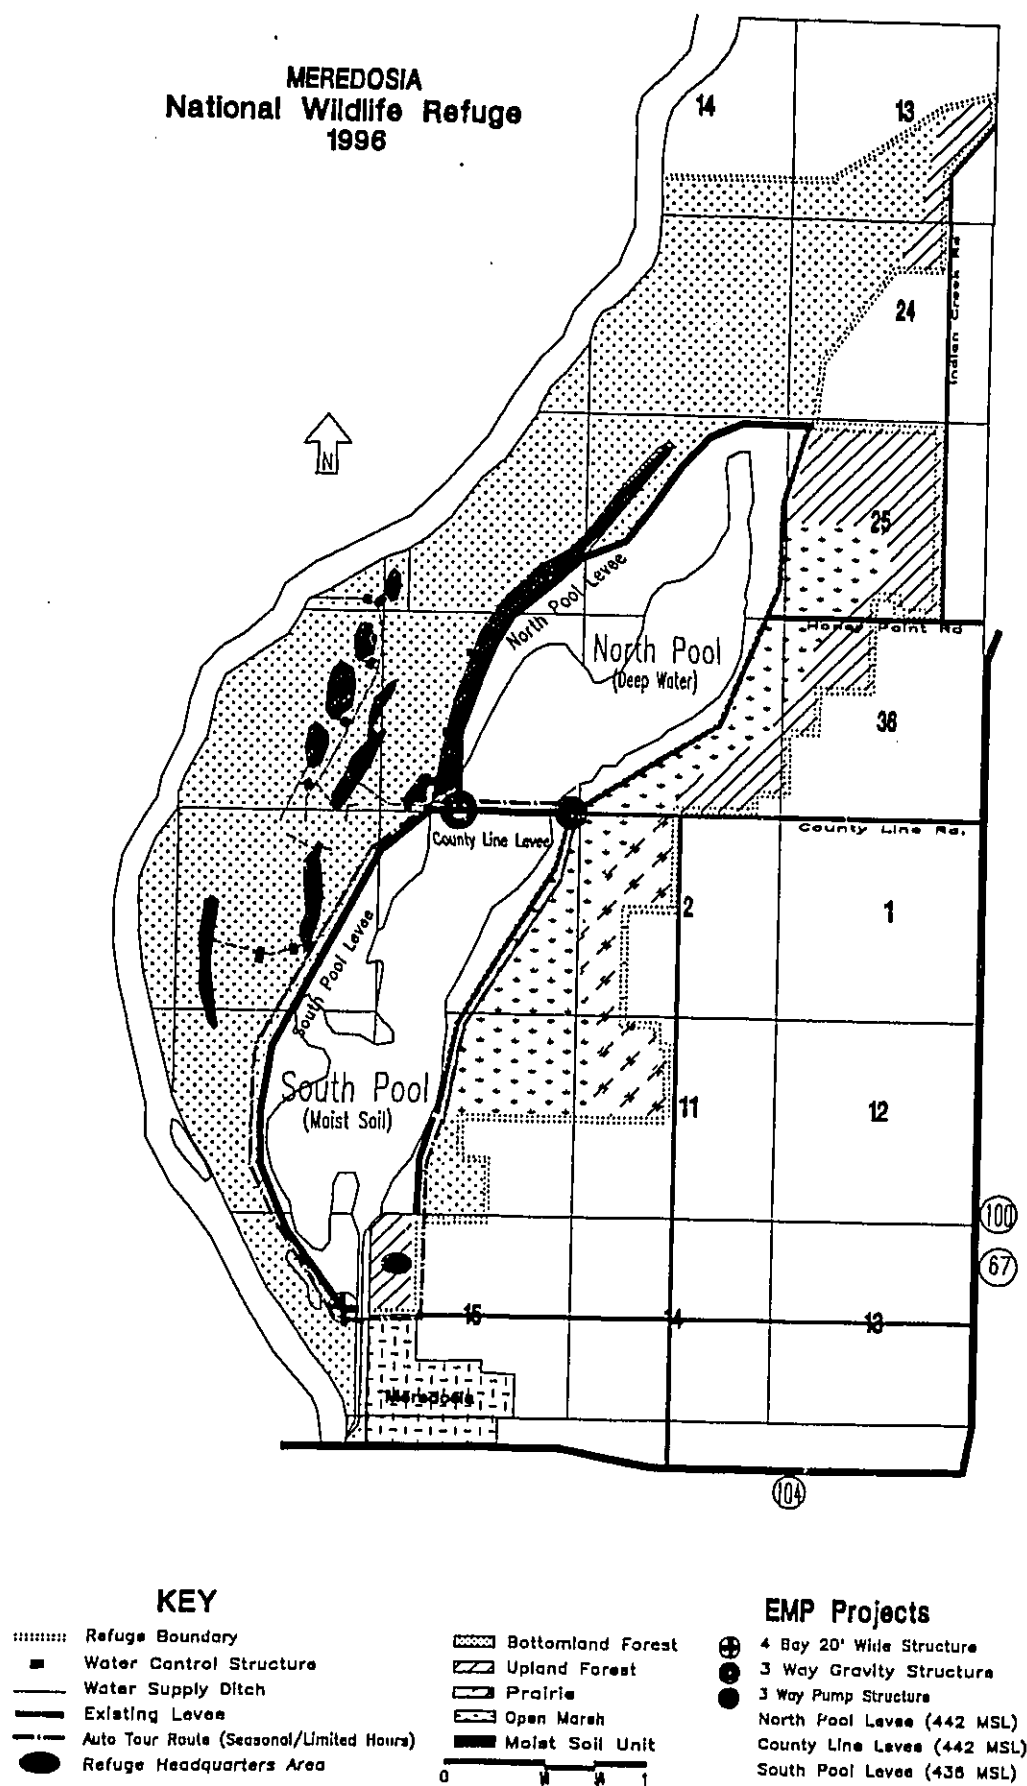 MEREDOSIA
National Wildlife Refuge
1996
14
13
24
Indian Creek Rd
N
25
North Pool Levee
Honey Point Rd
North Pool
(Deep Water)
38
County Line Levee
County Line Rd.
2
1
South Pool Levee
South Pool
(Moist Soil)
11
12
100
67
15
14
13
Meredosia
104
KEY
Refuge Boundary
Water Control Structure
Water Supply Ditch
Existing Levee
Auto Tour Route (Seasonal/Limited Hours)
Refuge Headquarters Area
Bottomland Forest
Upland Forest
Prairie
Open Marsh
Moist Soil Unit
0
1
EMP Projects
4 Bay 20' Wide Structure
3 Way Gravity Structure
3 Way Pump Structure
North Pool Levee (442 MSL)
County Line Levee (442 MSL)
South Pool Levee (436 MSL)